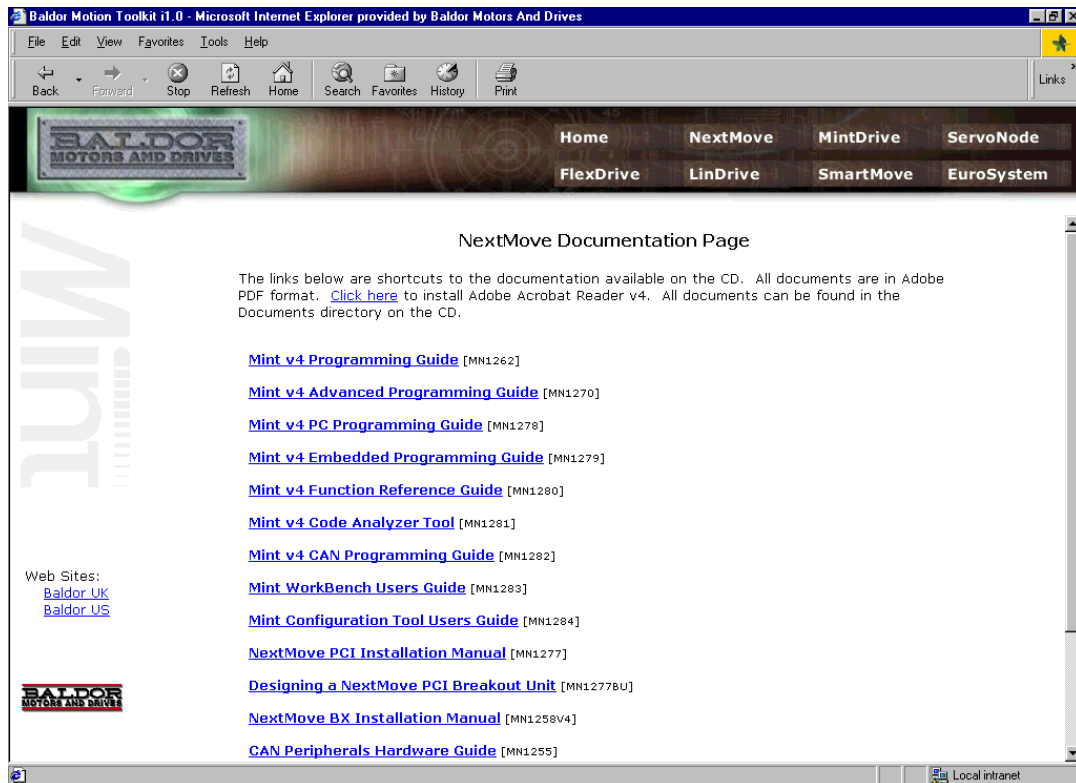 Baldor Motion Toolkit i1.0 - Microsoft Internet Explorer provided by Baldor Motors And Drives
File Edit View Favorites Tools Help
Back Forward Stop Refresh Home Search Favorites History Print Links
BALDOR
MOTORS AND DRIVES
Home NextMove MintDrive ServoNode
FlexDrive LinDrive SmartMove EuroSystem
Mint
NextMove Documentation Page
The links below are shortcuts to the documentation available on the CD. All documents are in Adobe
PDF format. Click here to install Adobe Acrobat Reader v4. All documents can be found in the
Documents directory on the CD.
Mint v4 Programming Guide [MN1262]
Mint v4 Advanced Programming Guide [MN1270]
Mint v4 PC Programming Guide [MN1278]
Mint v4 Embedded Programming Guide [MN1279]
Mint v4 Function Reference Guide [MN1280]
Mint v4 Code Analyzer Tool [MN1281]
Mint v4 CAN Programming Guide [MN1282]
Mint WorkBench Users Guide [MN1283]
Mint Configuration Tool Users Guide [MN1284]
NextMove PCI Installation Manual [MN1277]
Designing a NextMove PCI Breakout Unit [MN1277BU]
NextMove BX Installation Manual [MN1258V4]
CAN Peripherals Hardware Guide [MN1255]
Web Sites:
Baldor UK
Baldor US
BALDOR
MOTORS AND DRIVES
Local intranet